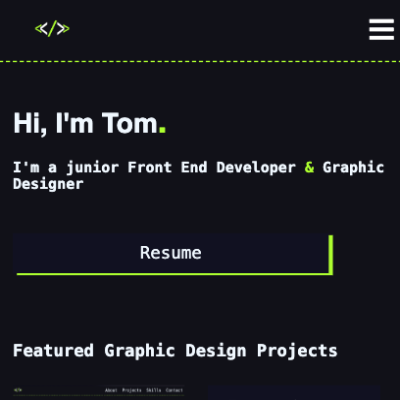 </>
Hi, I'm Tom.
I'm a junior Front End Developer & Graphic
Designer
Resume
Featured Graphic Design Projects
</> About Projects Skills Contact